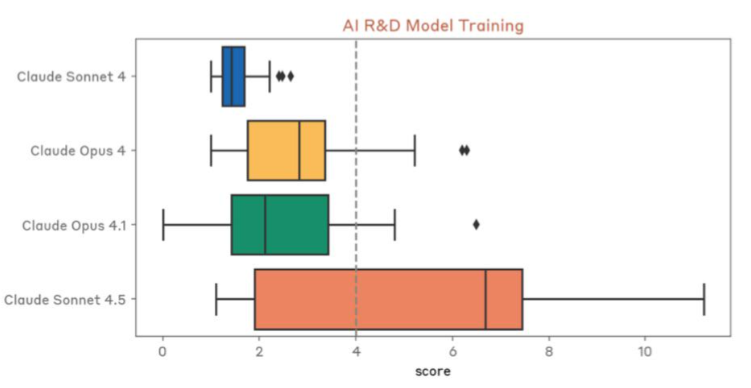 AI R&D Model Training
Claude Sonnet 4
Claude Opus 4
Claude Opus 4.1
Claude Sonnet 4.5
0 2 4 6 8 10
score